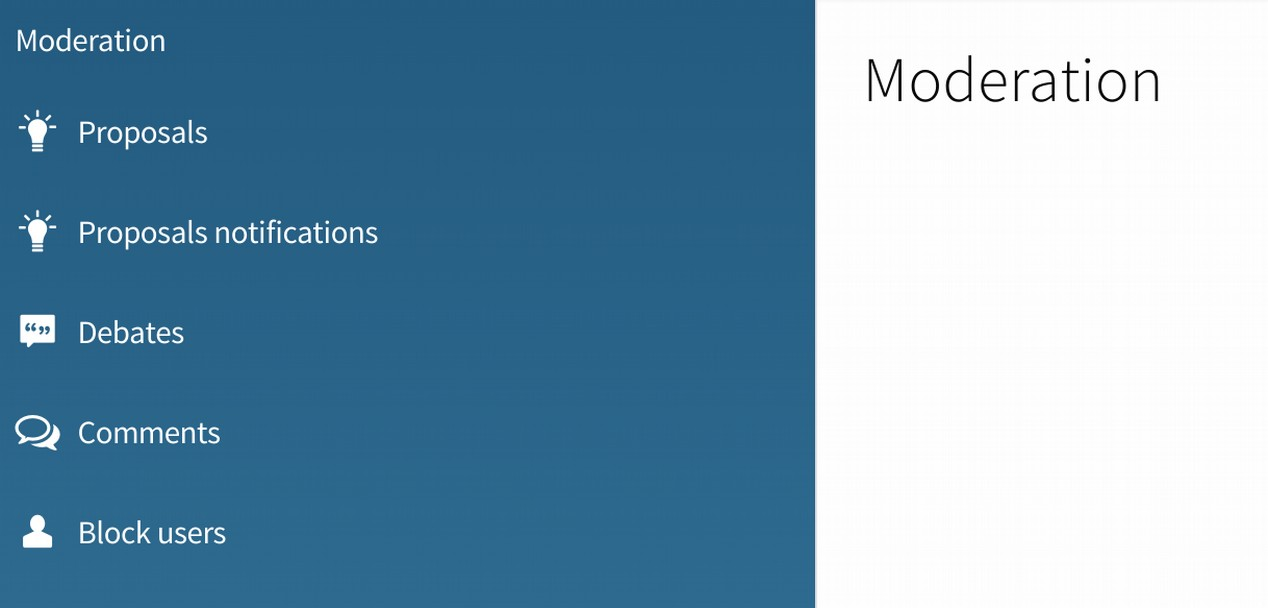 Moderation
Proposals
Proposals notifications
Debates
Comments
Block users
Moderation